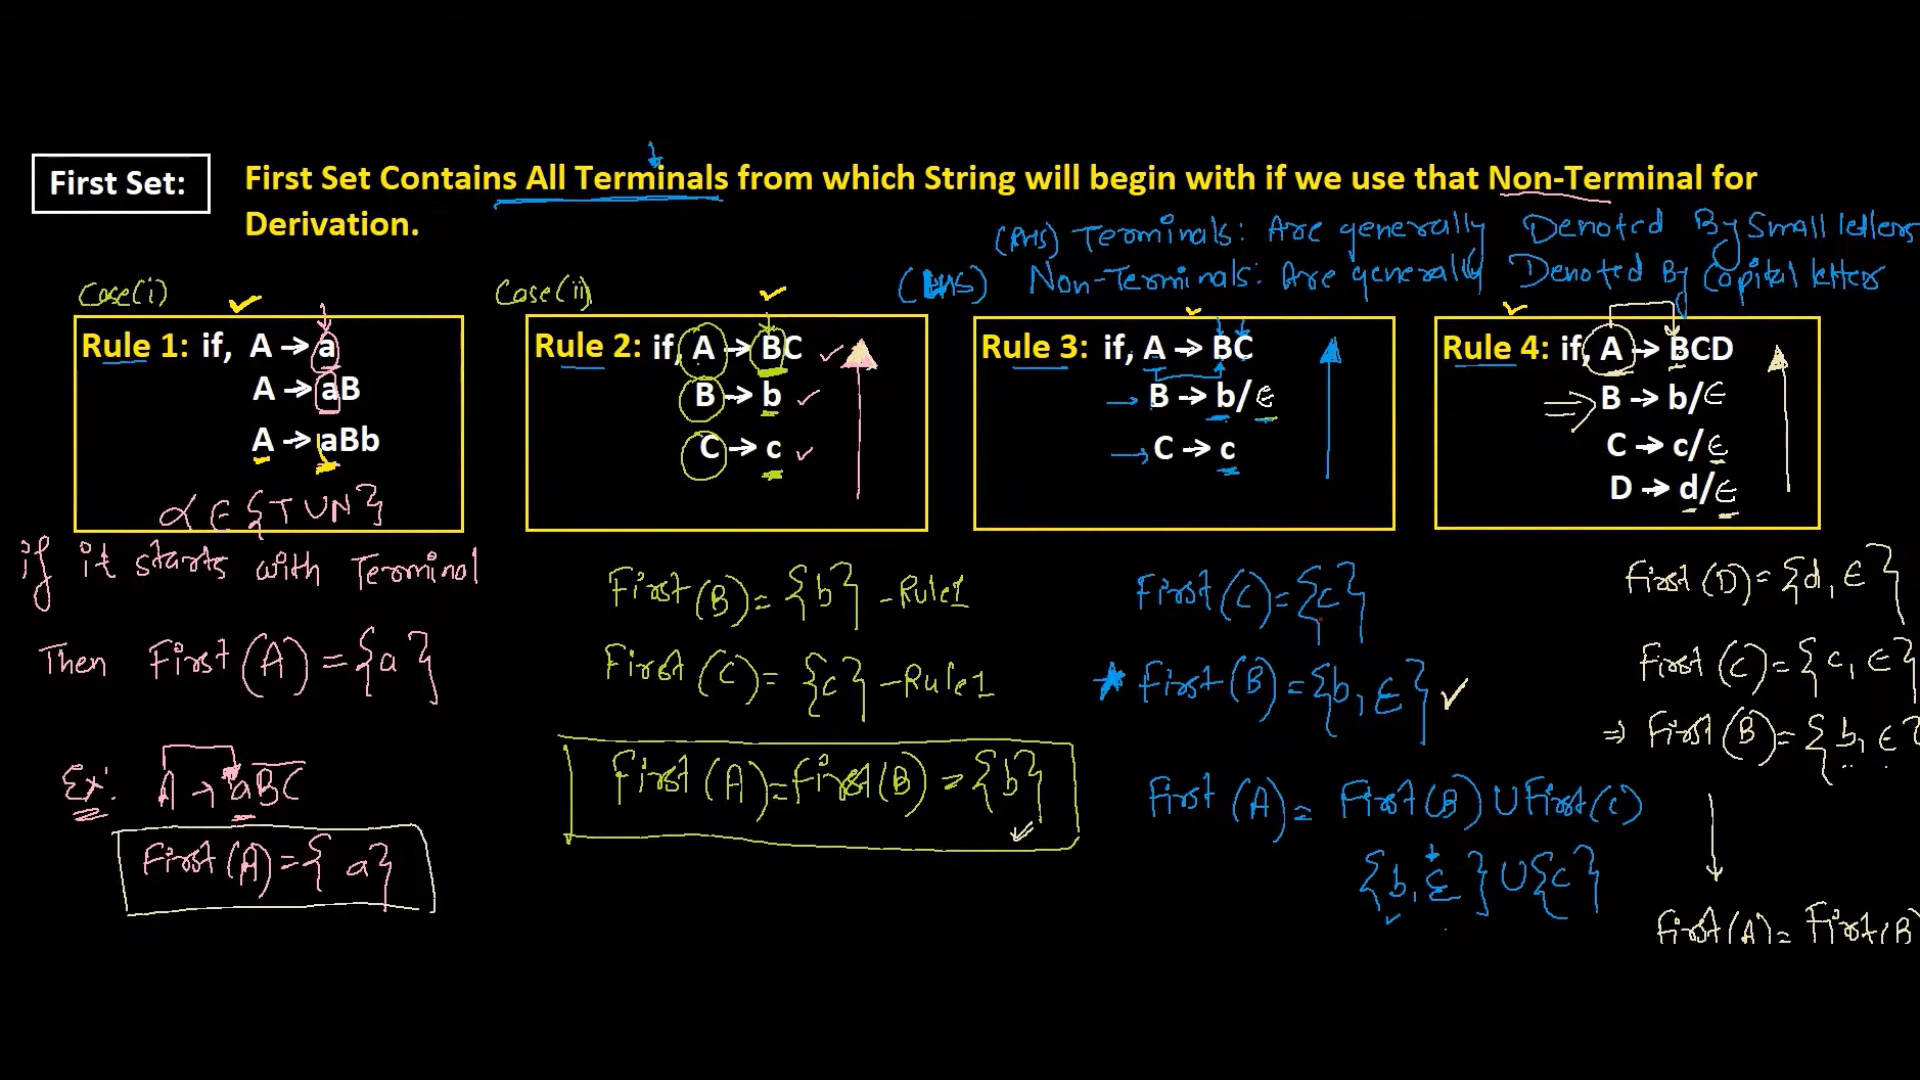 First Set:
First Set Contains All Terminals from which String will begin with if we use that Non-Terminal for
Derivation.
(RHS) Terminals: Are generally Denoted By Small letters
(LHS) Non-Terminals: Are generally Denoted By Capital letters
Case(i)
Rule 1: if, A → a
A → aB
A → aBb
α ∈ {T U N}
if it starts with Terminal
Then First (A) = {a}
Ex: A → aBC
First(A) = { a}
Case(ii)
Rule 2: if, A → BC
B → b
C → c
First(B) = {b} - Rule1
First (C) = {c} - Rule1
First (A) = First(B) = {b}
Rule 3: if, A → BC
B → b/ε
C → c
First(C) = {c}
* First(B) = {b, ε}
First (A) = First(B) U First(C)
{b, ε } U {c}
Rule 4: if, A → BCD
B → b/ε
C → c/ε
D → d/ε
First (D) = {d, ε}
First (C) = {c, ε}
⇒ First (B) = {b, ε}
First(A) = First(B)